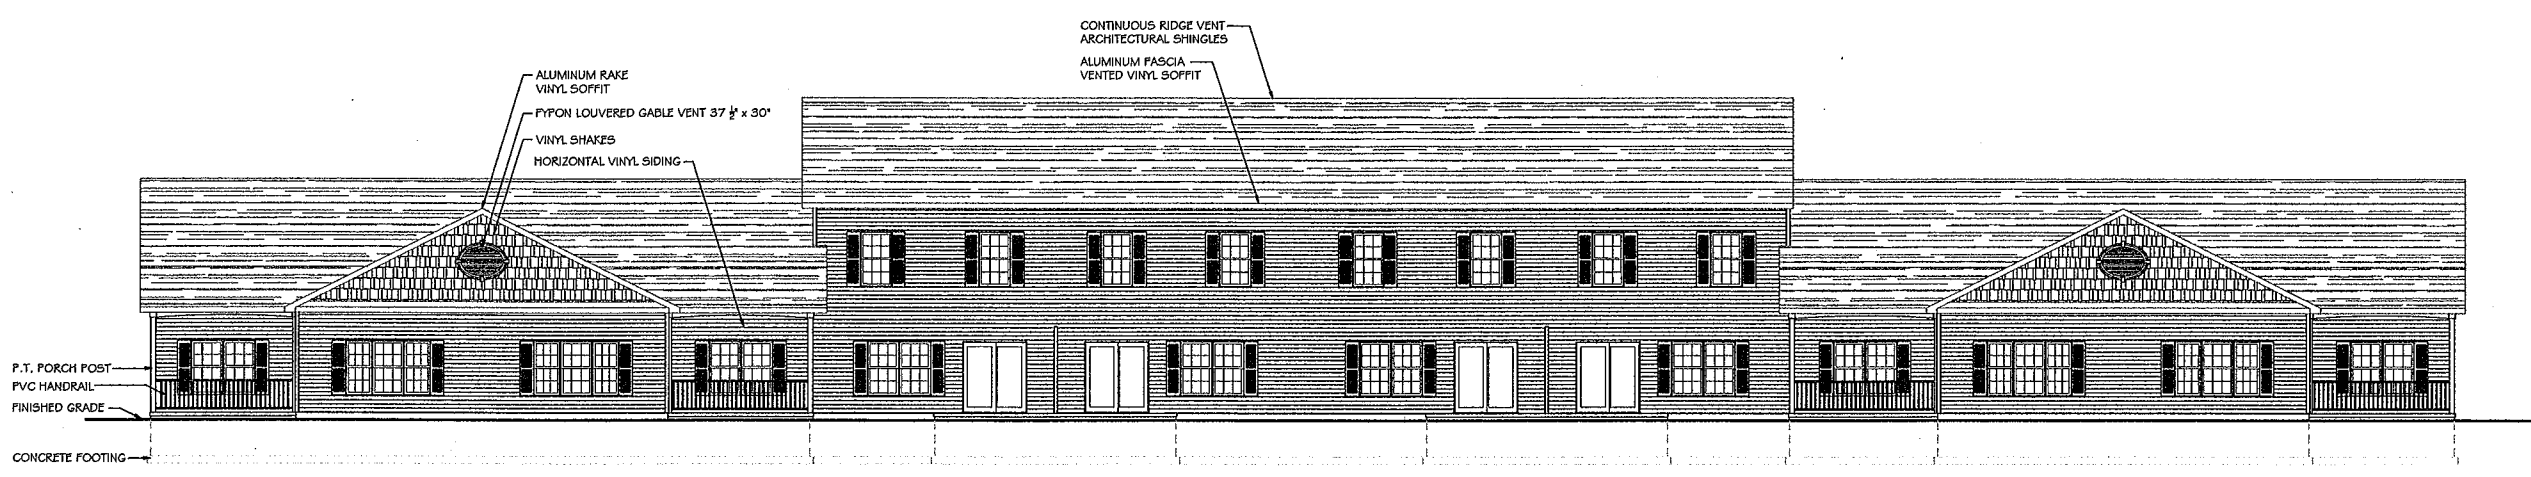 CONTINUOUS RIDGE VENT
ARCHITECTURAL SHINGLES
ALUMINUM FASCIA
VENTED VINYL SOFFIT
ALUMINUM RAKE
VINYL SOFFIT
FYPON LOUVERED GABLE VENT 37 ½" x 30"
VINYL SHAKES
HORIZONTAL VINYL SIDING
P.T. PORCH POST
PVC HANDRAIL
FINISHED GRADE
CONCRETE FOOTING